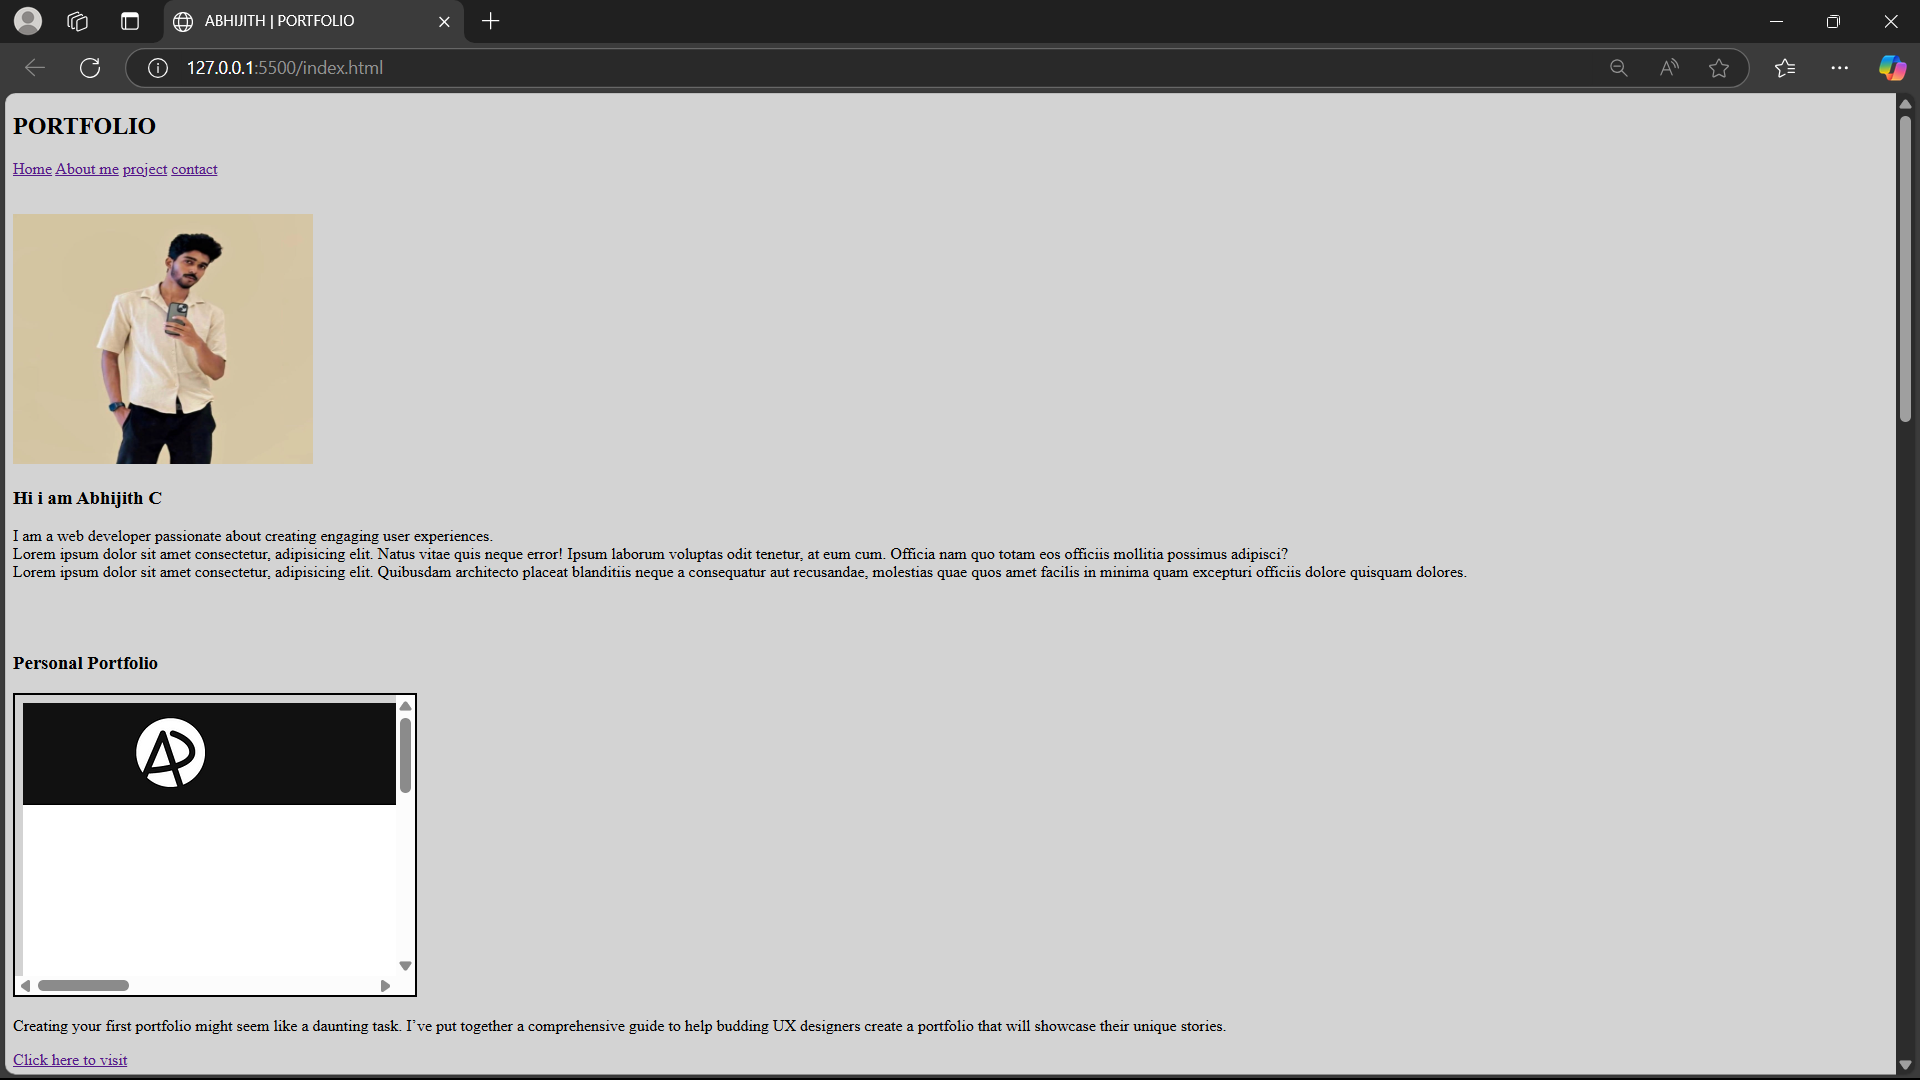 ABHIJITH | PORTFOLIO
127.0.0.1:5500/index.html
PORTFOLIO
Home About me project contact
Hi i am Abhijith C
I am a web developer passionate about creating engaging user experiences.
Lorem ipsum dolor sit amet consectetur, adipisicing elit. Natus vitae quis neque error! Ipsum laborum voluptas odit tenetur, at eum cum. Officia nam quo totam eos officiis mollitia possimus adipisci?
Lorem ipsum dolor sit amet consectetur, adipisicing elit. Quibusdam architecto placeat blanditiis neque a consequatur aut recusandae, molestias quae quos amet facilis in minima quam excepturi officiis dolore quisquam dolores.
Personal Portfolio
Creating your first portfolio might seem like a daunting task. I’ve put together a comprehensive guide to help budding UX designers create a portfolio that will showcase their unique stories.
Click here to visit